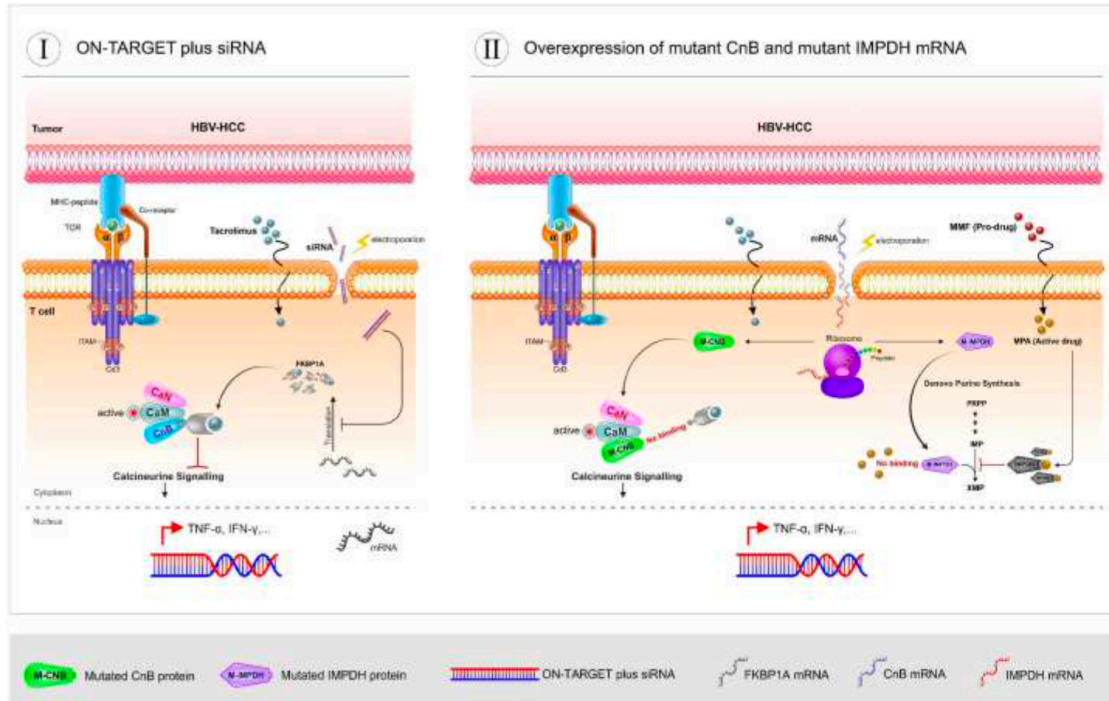 I ON-TARGET plus siRNA
Tumor
HBV-HCC
MHC-peptide
Co-receptor
TCR
α β
Tacrolimus
siRNA
electroporation
T cell
ITAM
Cd3
FKBP1A
CaN
active
CaM
CnB
Translation
Calcineurine Signalling
Cytoplasm
Nucleus
TNF-α, IFN-γ,...
mRNA
II Overexpression of mutant CnB and mutant IMPDH mRNA
HBV-HCC
α β
mRNA
electroporation
MMF (Pro-drug)
ITAM
M-CNB
Ribosome
Peptide
M-MPDH
MPA (Active drug)
Denovo Purine Synthesis
PRPP
IMP
XMP
CaN
active
CaM
M-CNB
No binding
No binding
Calcineurine Signalling
TNF-α, IFN-γ,...
M-CNB Mutated CnB protein
M-MPDH Mutated IMPDH protein
ON-TARGET plus siRNA
FKBP1A mRNA
CnB mRNA
IMPDH mRNA